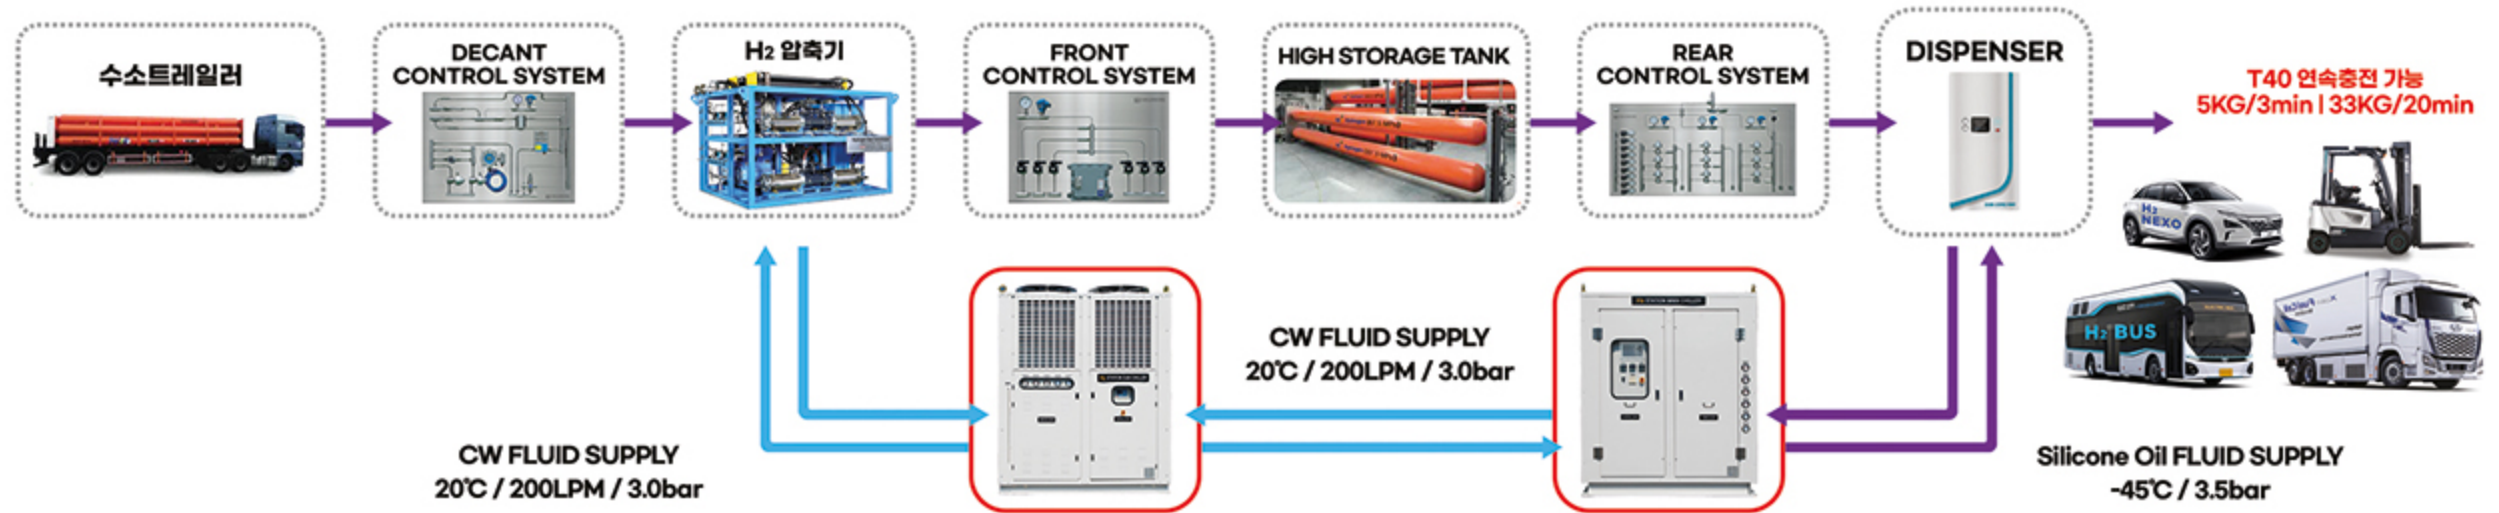 수소트레일러
DECANT
CONTROL SYSTEM
H2 압축기
FRONT
CONTROL SYSTEM
HIGH STORAGE TANK
REAR
CONTROL SYSTEM
DISPENSER
T40 연속충전 가능
5KG/3min | 33KG/20min
H2
NEXO
H2 BUS
CW FLUID SUPPLY
20℃ / 200LPM / 3.0bar
CW FLUID SUPPLY
20℃ / 200LPM / 3.0bar
Silicone Oil FLUID SUPPLY
-45℃ / 3.5bar